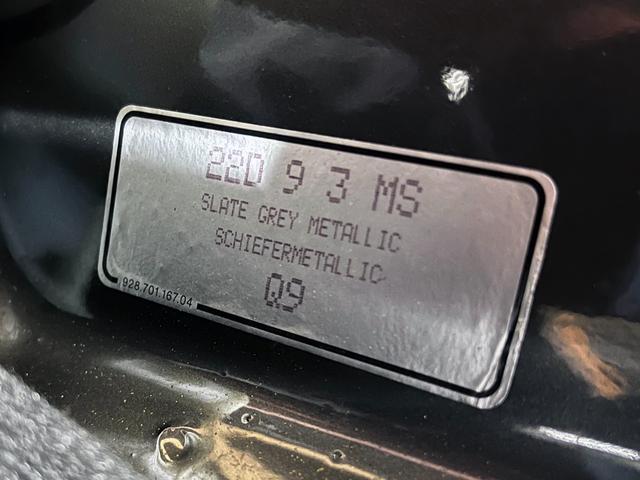 22D 9 3 MS
SLATE GREY METALLIC
SCHIEFERMETALLIC
Q9
928.701.167.04